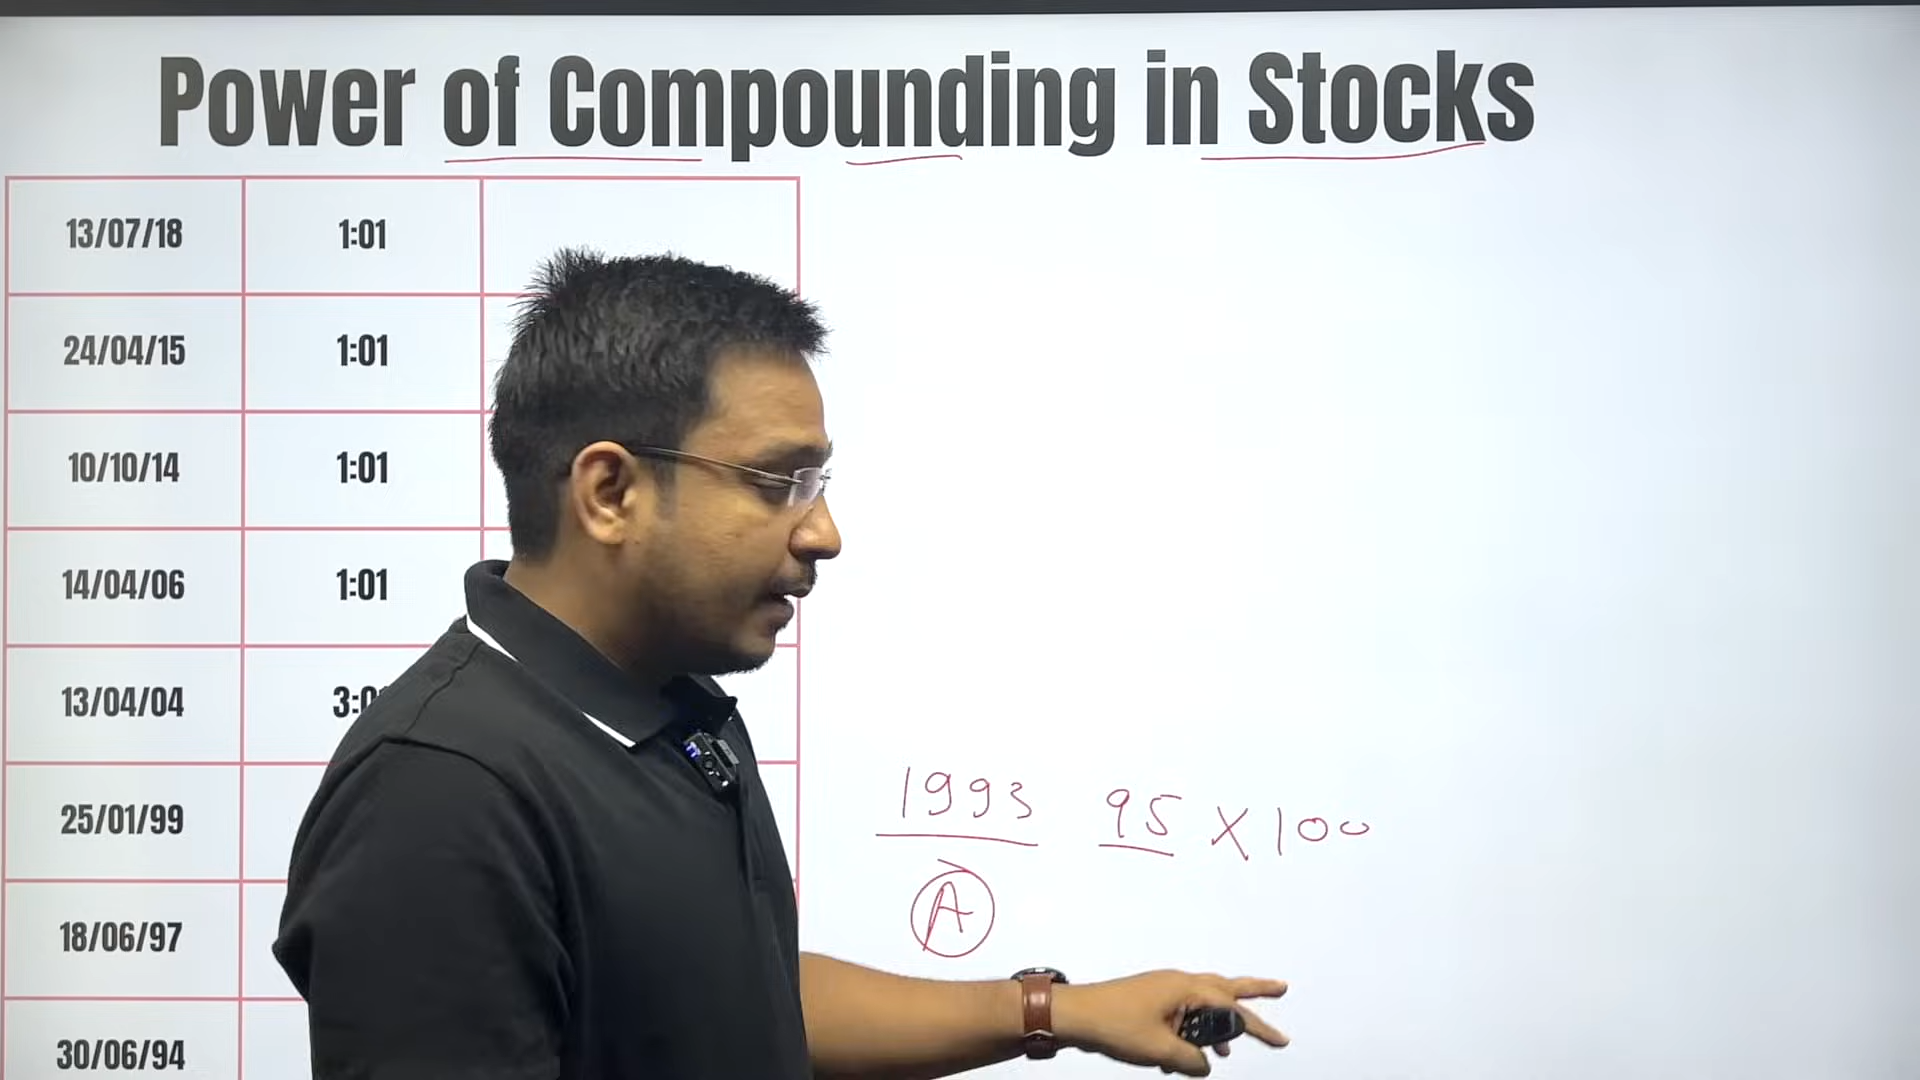 Power of Compounding in Stocks
13/07/18 1:01
24/04/15 1:01
10/10/14 1:01
14/04/06 1:01
13/04/04
25/01/99
18/06/97
30/06/94
1993 95 X 100
A